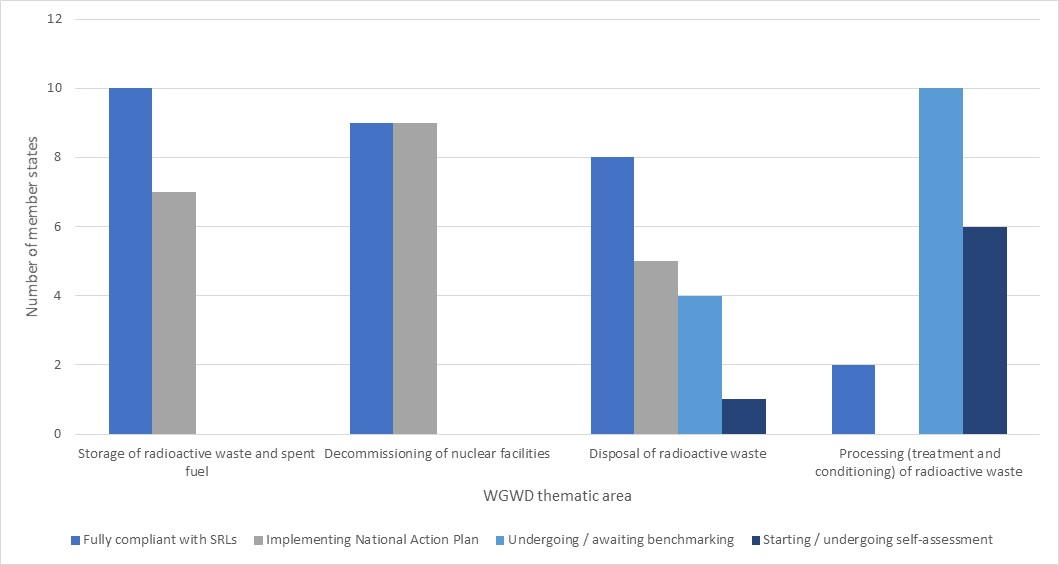 12
10
8
6
4
2
0
Number of member states
Storage of radioactive waste and spent
fuel
Decommissioning of nuclear facilities
Disposal of radioactive waste
Processing (treatment and
conditioning) of radioactive waste
WGWD thematic area
Fully compliant with SRLs
Implementing National Action Plan
Undergoing / awaiting benchmarking
Starting / undergoing self-assessment